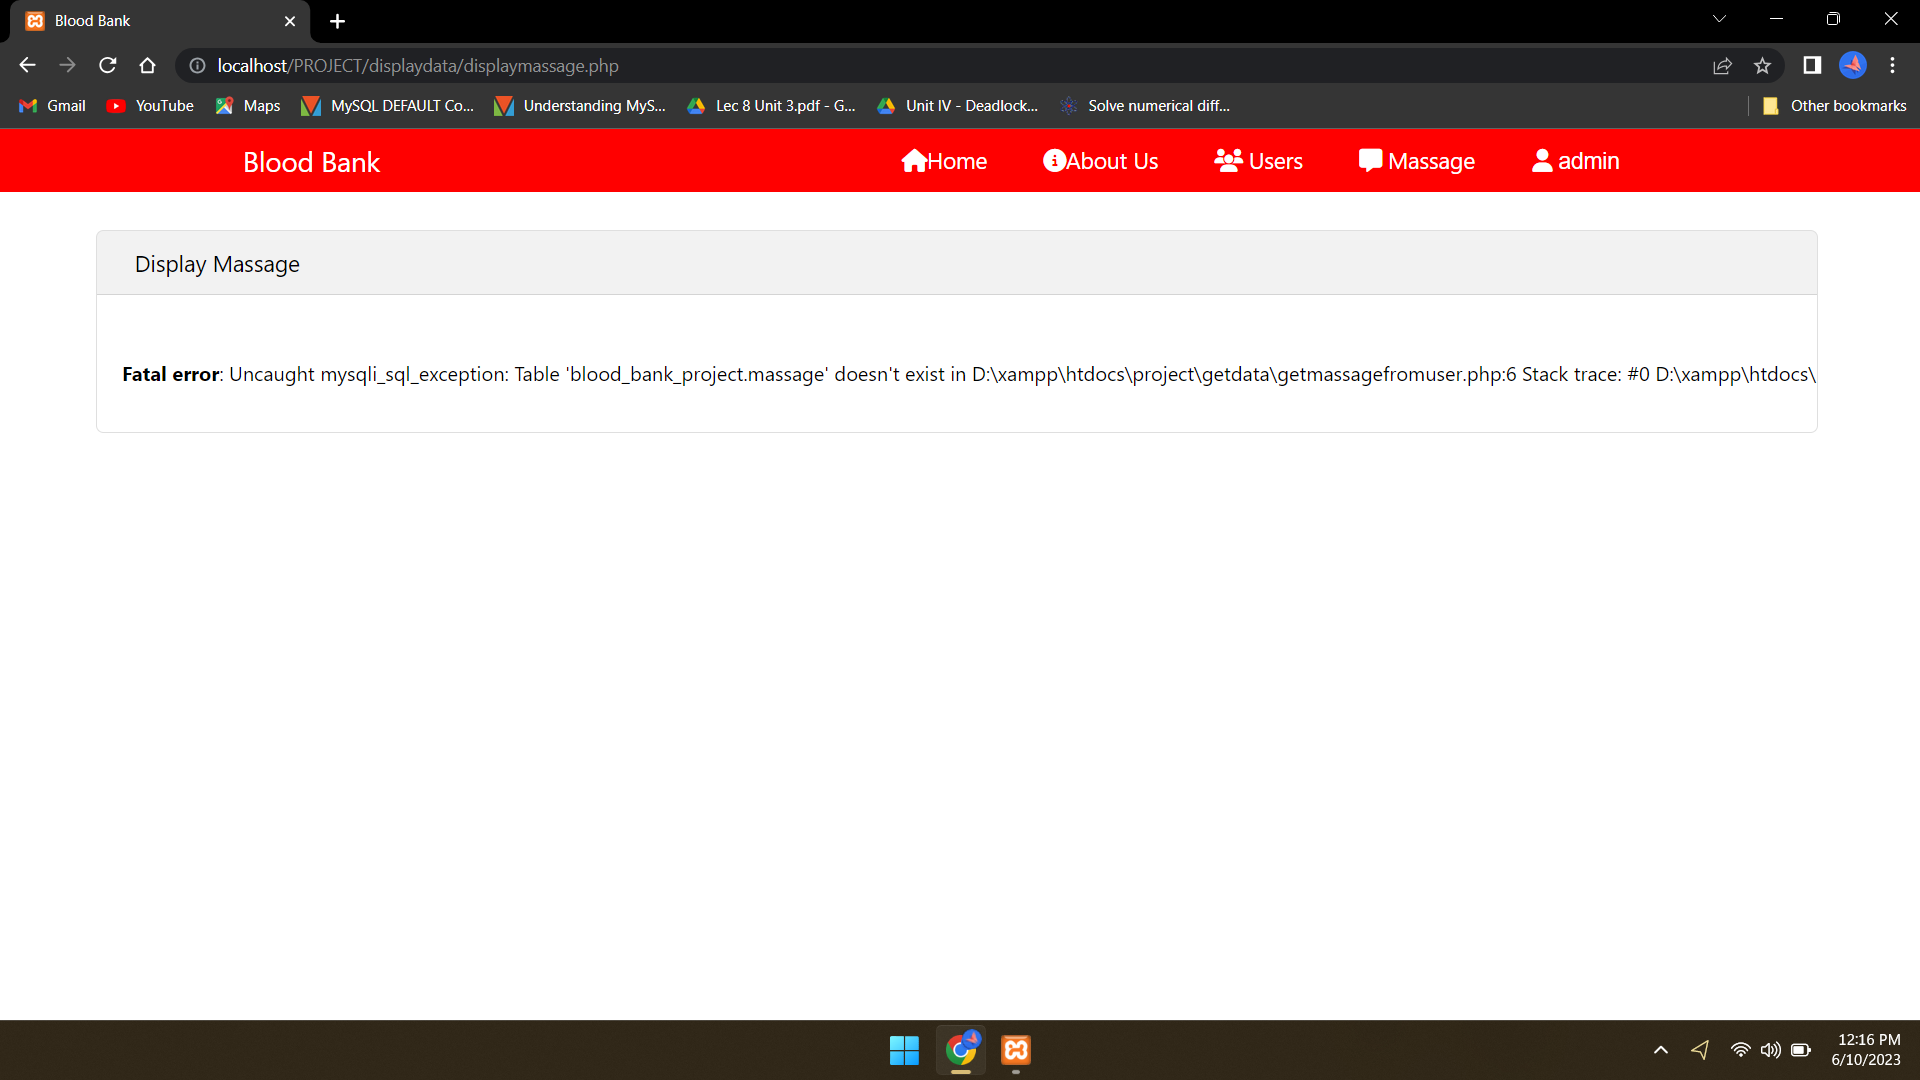 Blood Bank
localhost/PROJECT/displaydata/displaymassage.php
Gmail YouTube Maps MySQL DEFAULT Co... Understanding MyS... Lec 8 Unit 3.pdf - G... Unit IV - Deadlock... Solve numerical diff... Other bookmarks
Blood Bank Home About Us Users Massage admin
Display Massage
Fatal error: Uncaught mysqli_sql_exception: Table 'blood_bank_project.massage' doesn't exist in D:\xampp\htdocs\project\getdata\getmassagefromuser.php:6 Stack trace: #0 D:\xampp\htdocs\
12:16 PM
6/10/2023